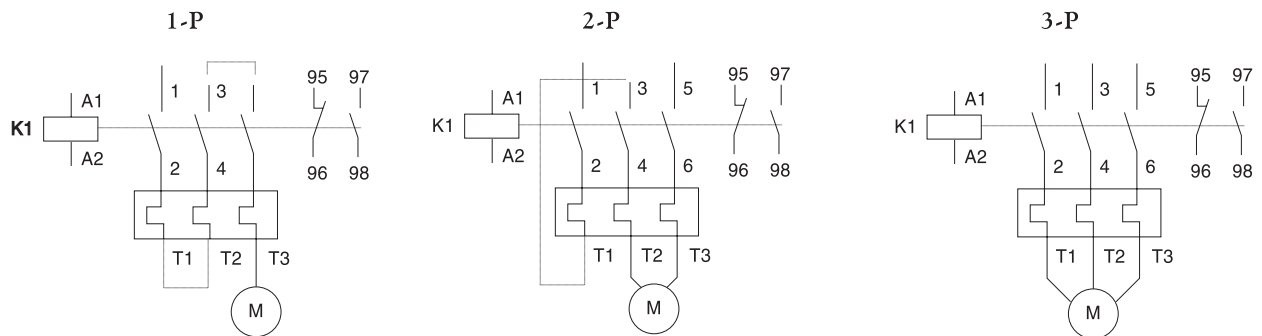 1-P 2-P 3-P
95 97 95 97 95 97
1 3 1 3 5 1 3 5
A1 A1 A1
K1 K1 K1
A2 A2 A2
2 4 96 98 2 4 6 96 98 2 4 6 96 98
T1 T2 T3 T1 T2 T3 T1 T2 T3
M M M